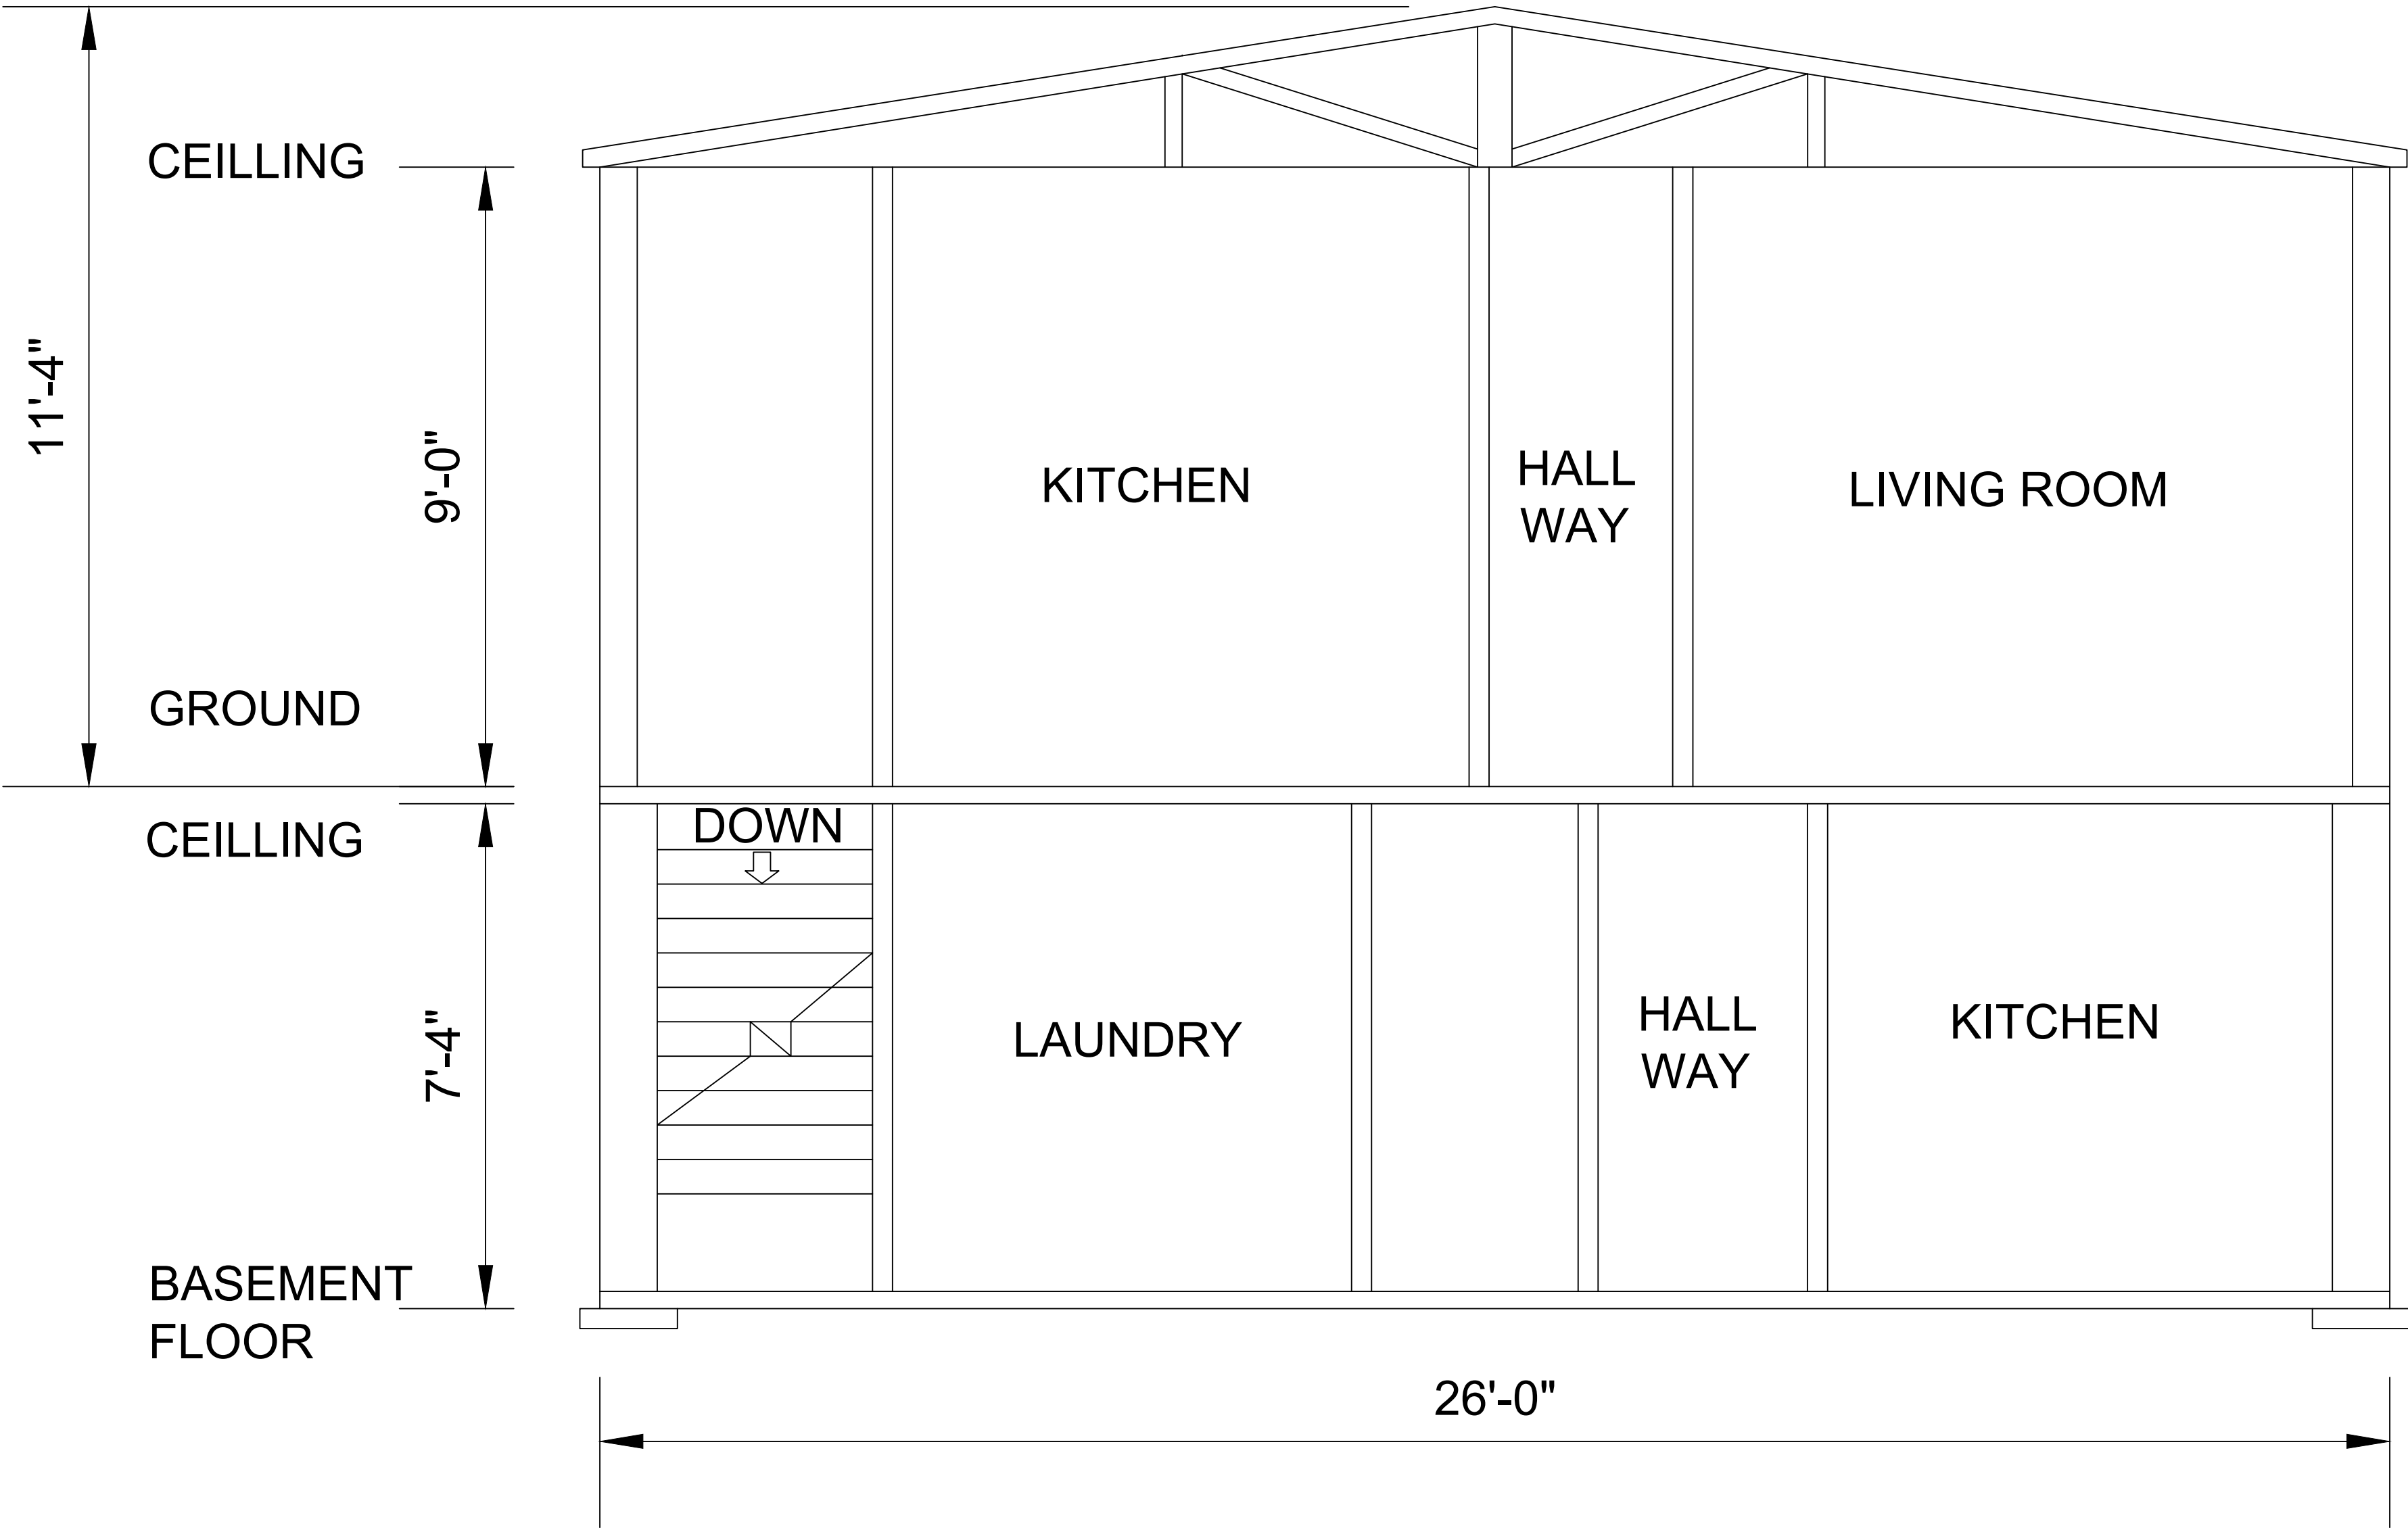 11'-4"
CEILLING
9'-0"
KITCHEN
HALL
WAY
LIVING ROOM
GROUND
CEILLING
DOWN
7'-4"
LAUNDRY
HALL
WAY
KITCHEN
BASEMENT
FLOOR
26'-0"